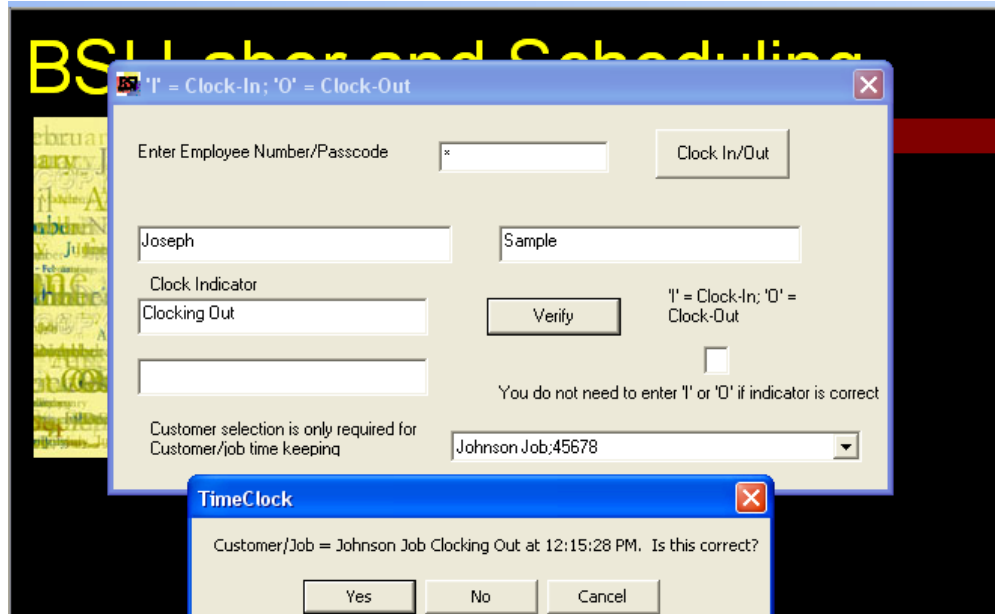 BSI Labor and Scheduling
BSI 'I' = Clock-In; 'O' = Clock-Out
Enter Employee Number/Passcode
*
Clock In/Out
Joseph
Sample
Clock Indicator
Clocking Out
Verify
'I' = Clock-In; 'O' =
Clock-Out
You do not need to enter 'I' or 'O' if indicator is correct
Customer selection is only required for
Customer/job time keeping
Johnson Job;45678
TimeClock
Customer/Job = Johnson Job Clocking Out at 12:15:28 PM. Is this correct?
Yes
No
Cancel